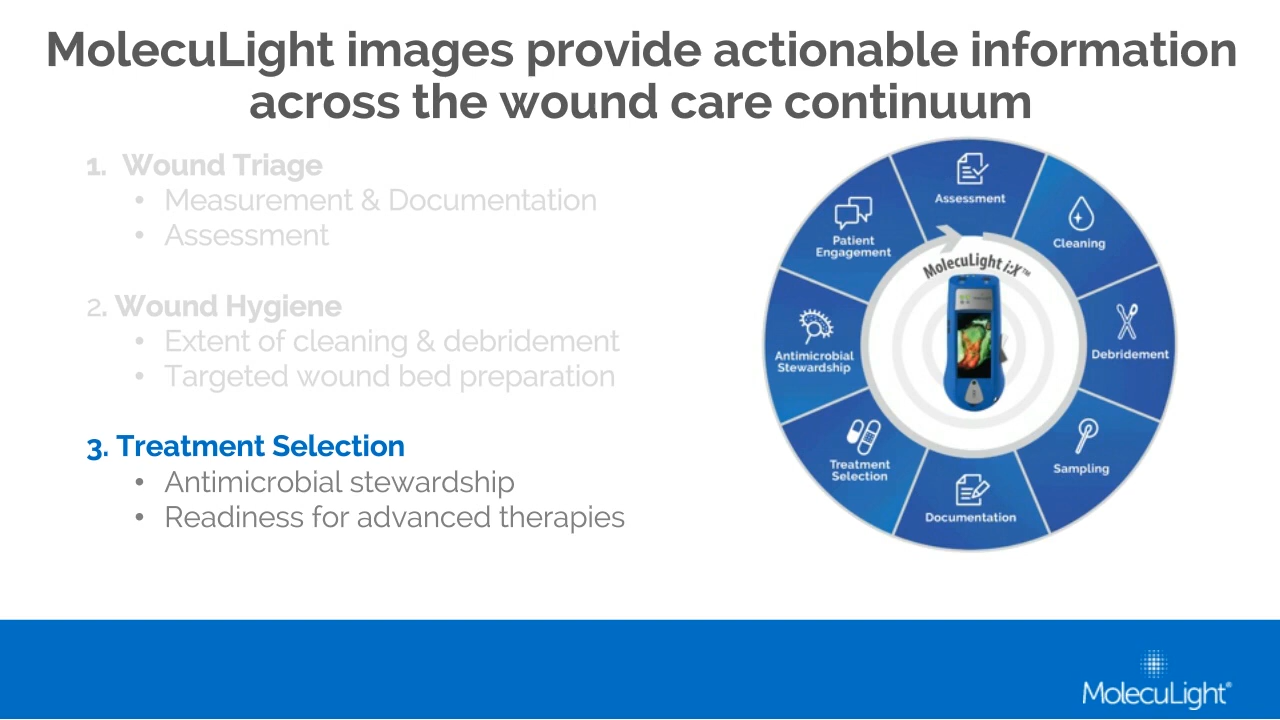 MolecuLight images provide actionable information
across the wound care continuum
1. Wound Triage
• Measurement & Documentation
• Assessment
2. Wound Hygiene
• Extent of cleaning & debridement
• Targeted wound bed preparation
3. Treatment Selection
• Antimicrobial stewardship
• Readiness for advanced therapies
Assessment
Cleaning
Debridement
Sampling
Documentation
Treatment
Selection
Antimicrobial
Stewardship
Patient
Engagement
MolecuLight i:X™
MolecuLight®